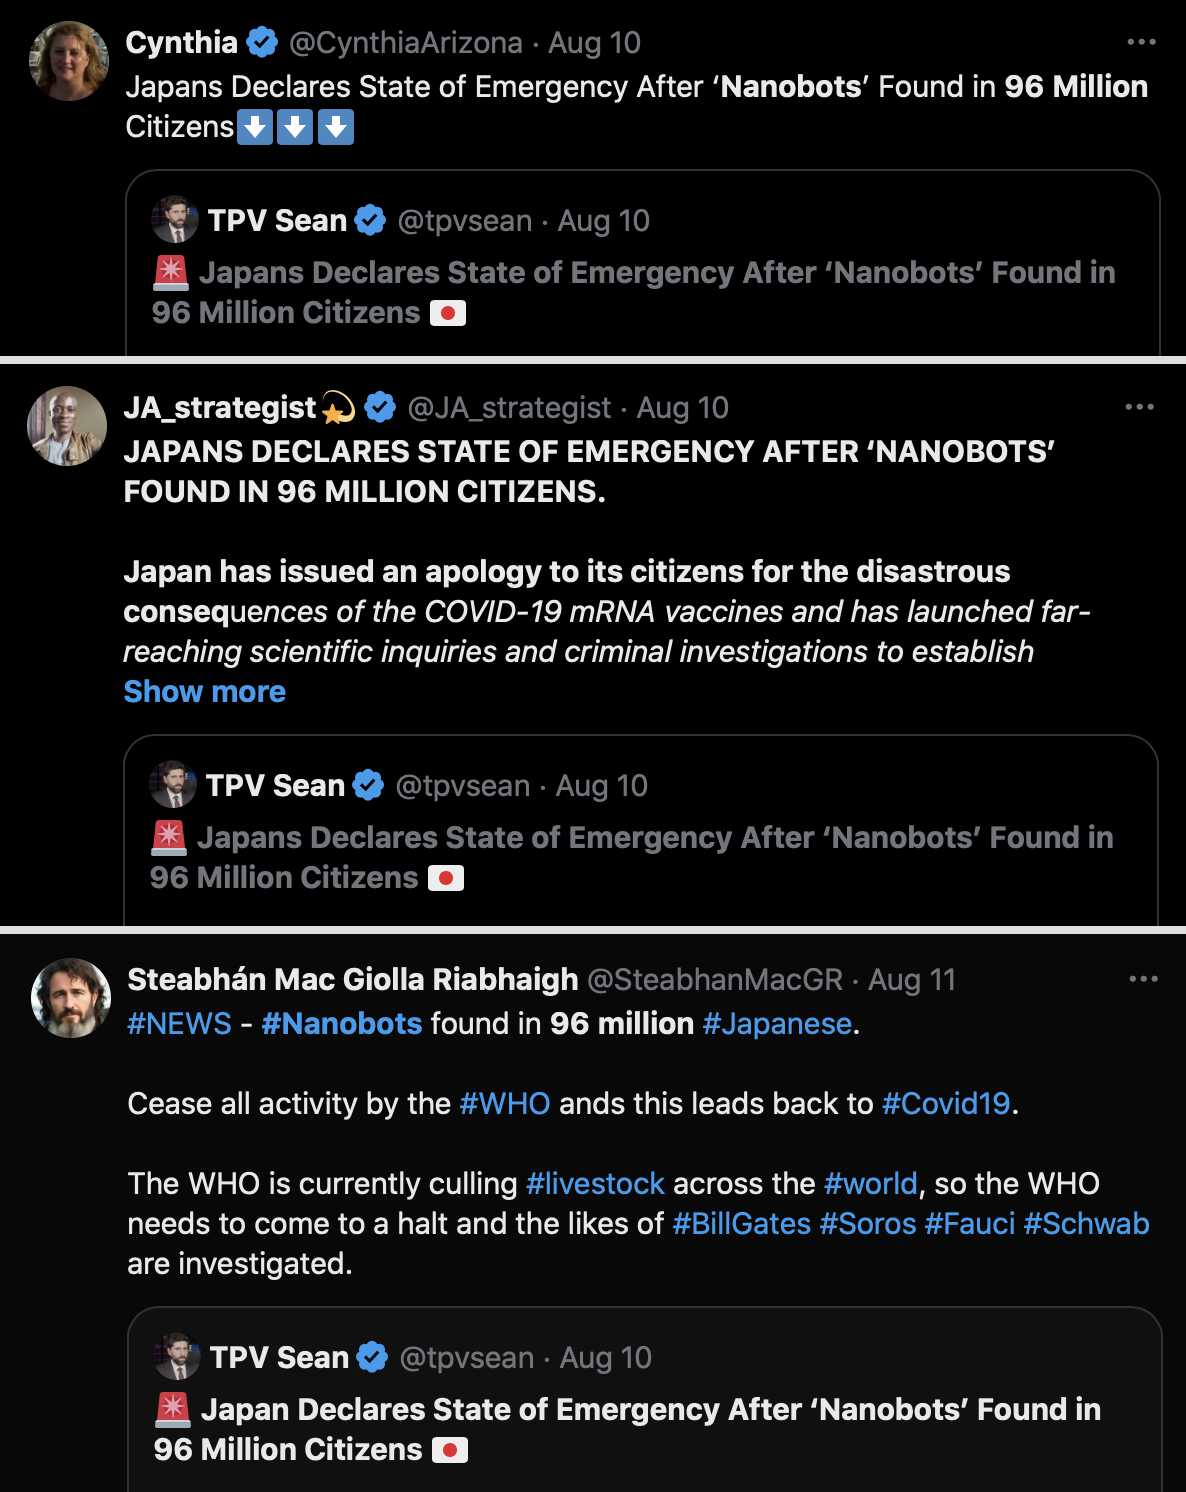 Cynthia @CynthiaArizona · Aug 10
Japans Declares State of Emergency After ‘Nanobots’ Found in 96 Million
Citizens⬇️⬇️⬇️
TPV Sean @tpvsean · Aug 10
🚨 Japans Declares State of Emergency After ‘Nanobots’ Found in
96 Million Citizens 🇯🇵
JA_strategist💫 @JA_strategist · Aug 10
JAPANS DECLARES STATE OF EMERGENCY AFTER ‘NANOBOTS’
FOUND IN 96 MILLION CITIZENS.
Japan has issued an apology to its citizens for the disastrous
consequences of the COVID-19 mRNA vaccines and has launched far-
reaching scientific inquiries and criminal investigations to establish
Show more
TPV Sean @tpvsean · Aug 10
🚨 Japans Declares State of Emergency After ‘Nanobots’ Found in
96 Million Citizens 🇯🇵
Steabhán Mac Giolla Riabhaigh @SteabhanMacGR · Aug 11
#NEWS - #Nanobots found in 96 million #Japanese.
Cease all activity by the #WHO ands this leads back to #Covid19.
The WHO is currently culling #livestock across the #world, so the WHO
needs to come to a halt and the likes of #BillGates #Soros #Fauci #Schwab
are investigated.
TPV Sean @tpvsean · Aug 10
🚨 Japan Declares State of Emergency After ‘Nanobots’ Found in
96 Million Citizens 🇯🇵